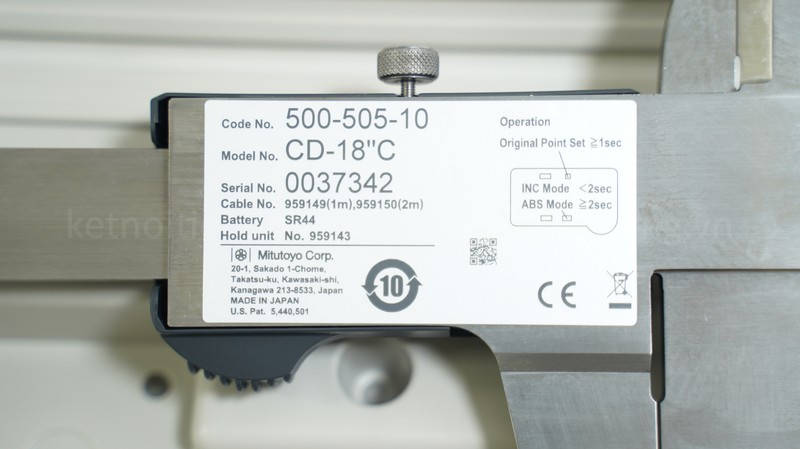 Code No. 500-505-10
Model No. CD-18"C
Serial No. 0037342
Cable No. 959149(1m),959150(2m)
Battery SR44
Hold unit No. 959143
Mitutoyo Corp.
20-1, Sakado 1-Chome,
Takatsu-ku, Kawasaki-shi,
Kanagawa 213-8533, Japan
MADE IN JAPAN
U.S. Pat. 5,440,501
10
Operation
Original Point Set ≧1sec
INC Mode <2sec
ABS Mode ≧2sec
CE